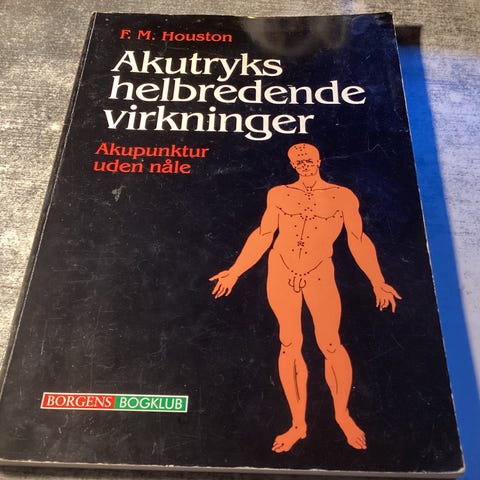 F. M. Houston
Akutryks
helbredende
virkninger
Akupunktur
uden nåle
BORGENS BOGKLUB